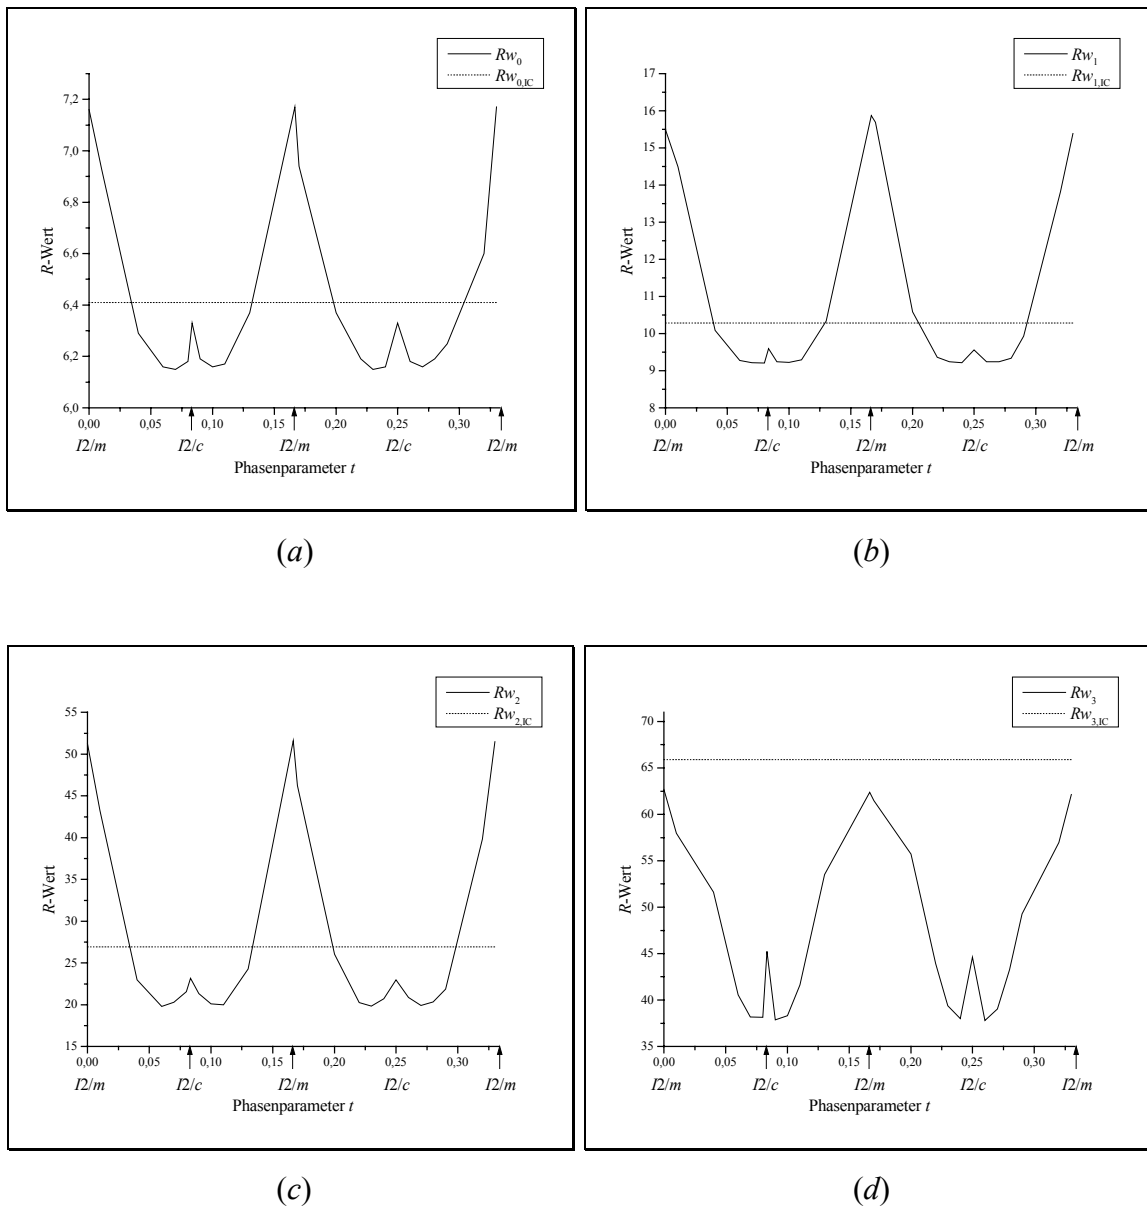 Rw0
Rw0,IC
R-Wert
7,2
7,0
6,8
6,6
6,4
6,2
6,0
0,00 0,05 0,10 0,15 0,20 0,25 0,30
I2/m I2/c I2/m I2/c I2/m
Phasenparameter t
(a)
Rw1
Rw1,IC
R-Wert
17
16
15
14
13
12
11
10
9
8
0,00 0,05 0,10 0,15 0,20 0,25 0,30
I2/m I2/c I2/m I2/c I2/m
Phasenparameter t
(b)
Rw2
Rw2,IC
R-Wert
55
50
45
40
35
30
25
20
15
0,00 0,05 0,10 0,15 0,20 0,25 0,30
I2/m I2/c I2/m I2/c I2/m
Phasenparameter t
(c)
Rw3
Rw3,IC
R-Wert
70
65
60
55
50
45
40
35
0,00 0,05 0,10 0,15 0,20 0,25 0,30
I2/m I2/c I2/m I2/c I2/m
Phasenparameter t
(d)